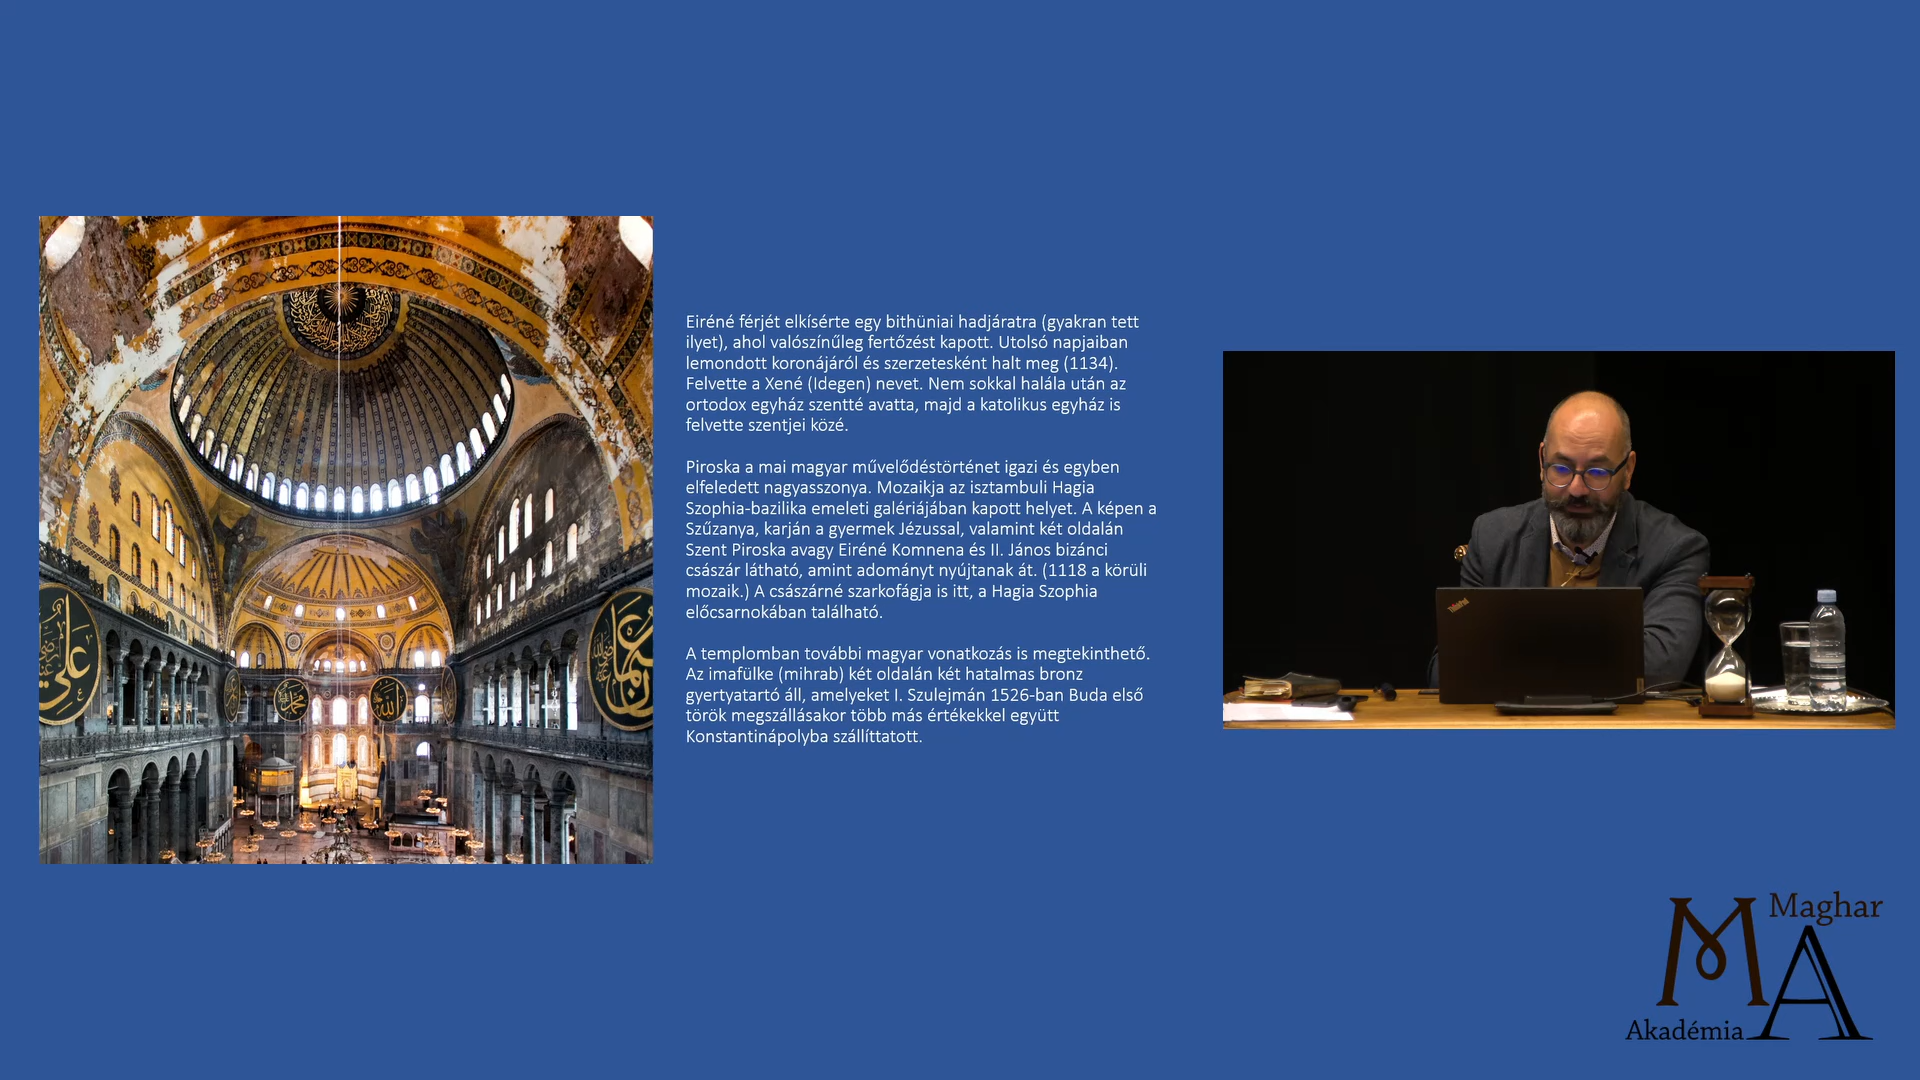 Eiréné férjét elkísérte egy bithüniai hadjáratra (gyakran tett
ilyet), ahol valószínűleg fertőzést kapott. Utolsó napjaiban
lemondott koronájáról és szerzetesként halt meg (1134).
Felvette a Xené (Idegen) nevet. Nem sokkal halála után az
ortodox egyház szentté avatta, majd a katolikus egyház is
felvette szentjei közé.
Piroska a mai magyar művelődéstörténet igazi és egyben
elfeledett nagyasszonya. Mozaikja az isztambuli Hagia
Szophia-bazilika emeleti galériájában kapott helyet. A képen a
Szűzanya, karján a gyermek Jézussal, valamint két oldalán
Szent Piroska avagy Eiréné Komnena és II. János bizánci
császár látható, amint adományt nyújtanak át. (1118 a körüli
mozaik.) A császárné szarkofágja is itt, a Hagia Szophia
előcsarnokában található.
A templomban további magyar vonatkozás is megtekinthető.
Az imafülke (mihrab) két oldalán két hatalmas bronz
gyertyatartó áll, amelyeket I. Szulejmán 1526-ban Buda első
török megszállásakor több más értékekkel együtt
Konstantinápolyba szállíttatott.
ThinkPad
Maghar
MA
Akadémia